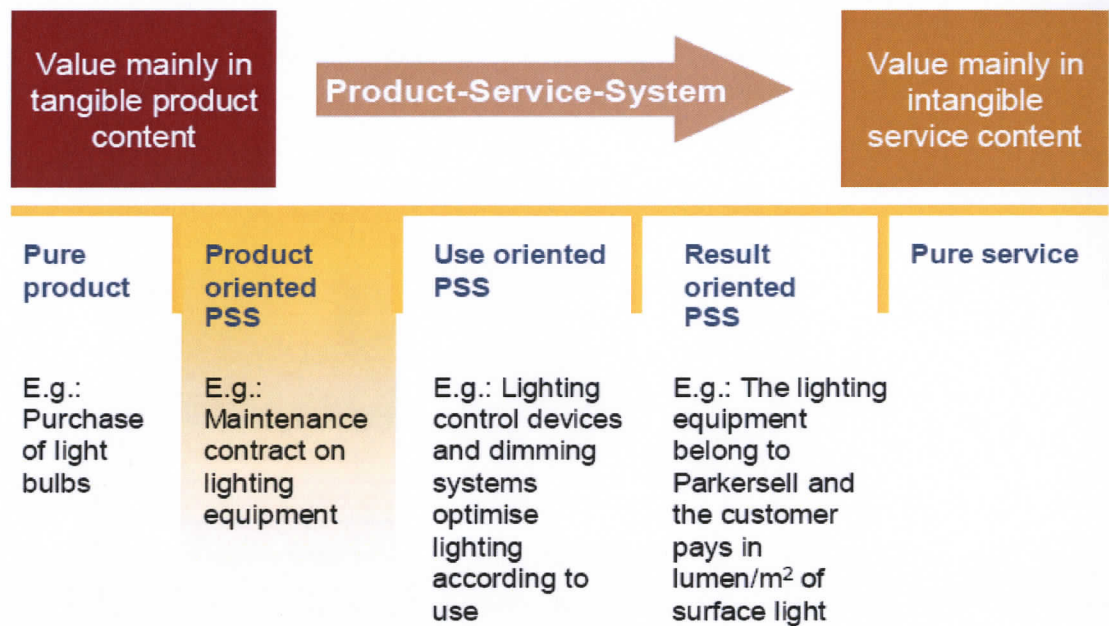 Value mainly in
tangible product
content
Product-Service-System
Value mainly in
intangible
service content
Pure
product
Product
oriented
PSS
Use oriented
PSS
Result
oriented
PSS
Pure service
E.g.:
Purchase
of light
bulbs
E.g.:
Maintenance
contract on
lighting
equipment
E.g.: Lighting
control devices
and dimming
systems
optimise
lighting
according to
use
E.g.: The lighting
equipment
belong to
Parkersell and
the customer
pays in
lumen/m² of
surface light